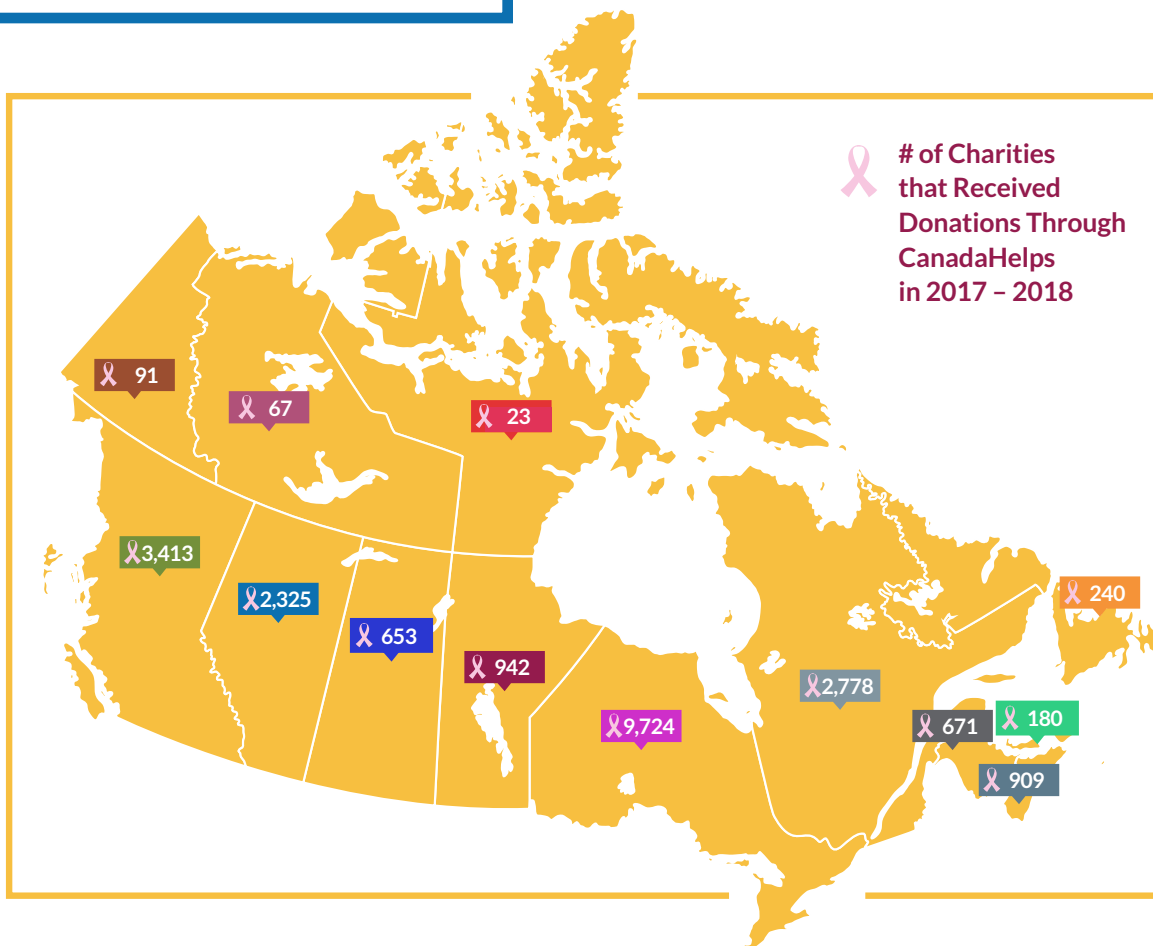 # of Charities
that Received
Donations Through
CanadaHelps
in 2017 – 2018
91
67
23
3,413
2,325
653
942
9,724
2,778
240
671
180
909